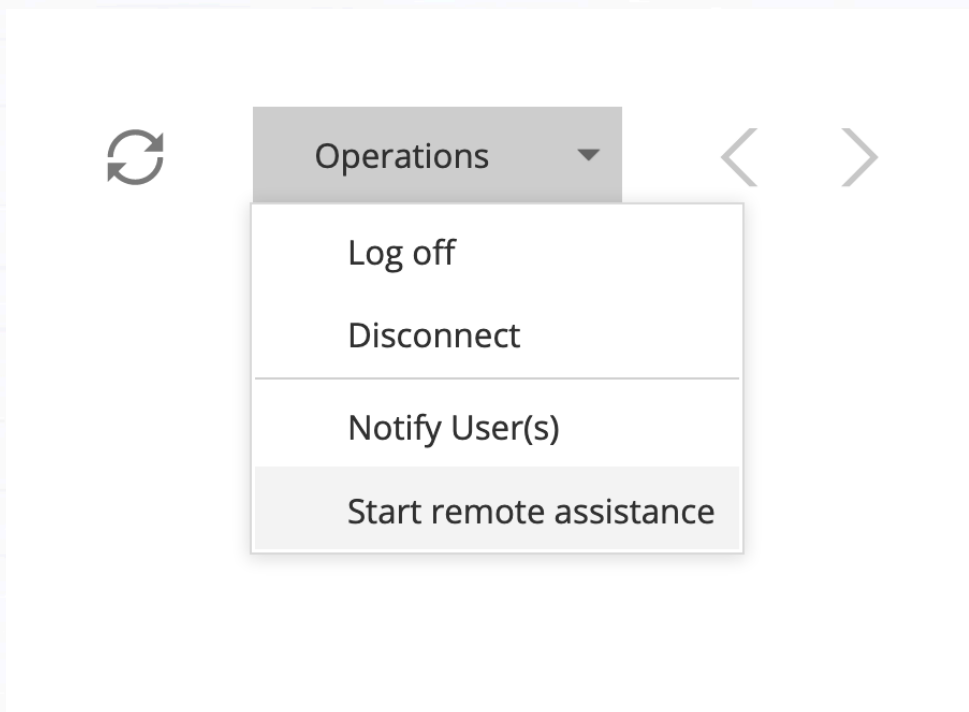 Operations
Log off
Disconnect
Notify User(s)
Start remote assistance